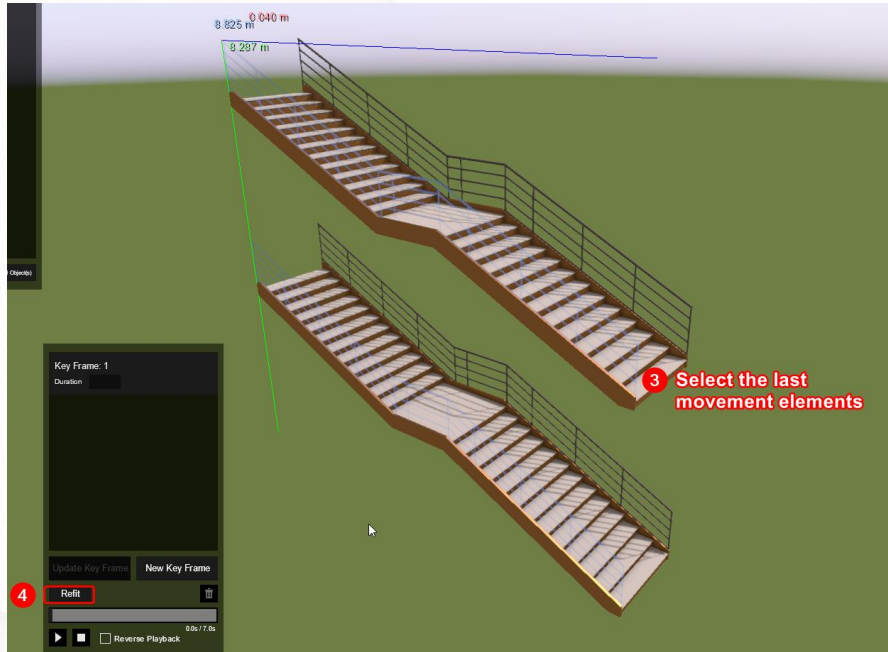 0.040 m
8.825 m
8.287 m
Object(s)
Key Frame: 1
Duration
3 Select the last
movement elements
Update Key Frame New Key Frame
4 Refit
0.0s / 7.0s
Reverse Playback